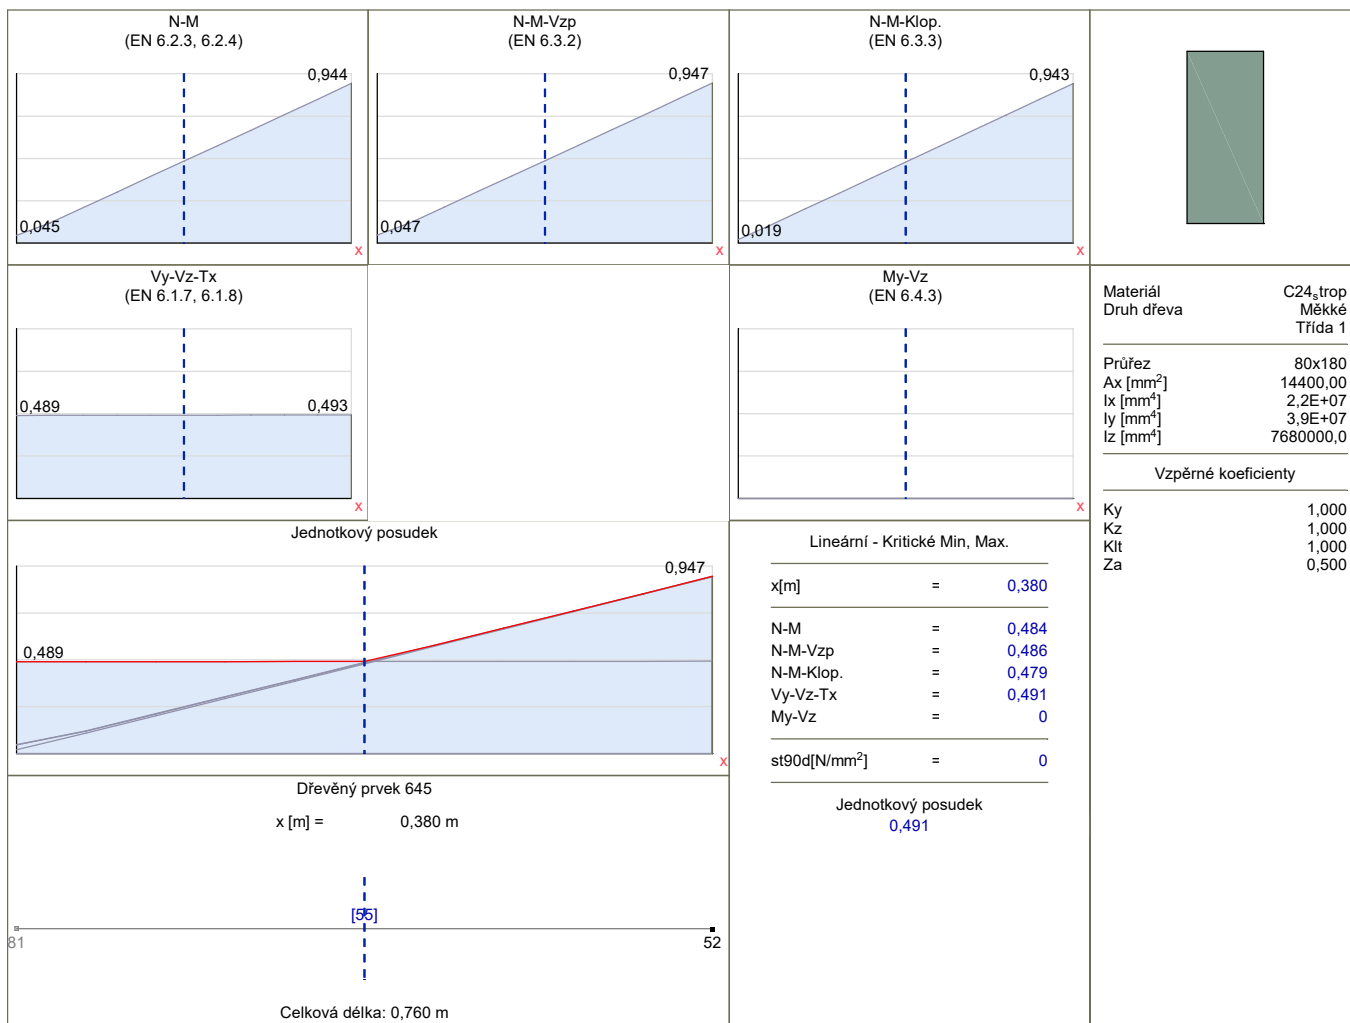 N-M
(EN 6.2.3, 6.2.4)
0,944
0,045
x
N-M-Vzp
(EN 6.3.2)
0,947
0,047
x
N-M-Klop.
(EN 6.3.3)
0,943
0,019
x
Vy-Vz-Tx
(EN 6.1.7, 6.1.8)
0,489
0,493
x
My-Vz
(EN 6.4.3)
x
Materiál C24strop
Druh dřeva Měkké
Třída 1
Průřez 80x180
Ax [mm2] 14400,00
Ix [mm4] 2,2E+07
Iy [mm4] 3,9E+07
Iz [mm4] 7680000,0
Vzpěrné koeficienty
Ky 1,000
Kz 1,000
Klt 1,000
Za 0,500
Jednotkový posudek
0,947
0,489
x
Lineární - Kritické Min, Max.
x[m] = 0,380
N-M = 0,484
N-M-Vzp = 0,486
N-M-Klop. = 0,479
Vy-Vz-Tx = 0,491
My-Vz = 0
st90d[N/mm2] = 0
Jednotkový posudek
0,491
Dřevěný prvek 645
x [m] = 0,380 m
[55]
81 52
Celková délka: 0,760 m